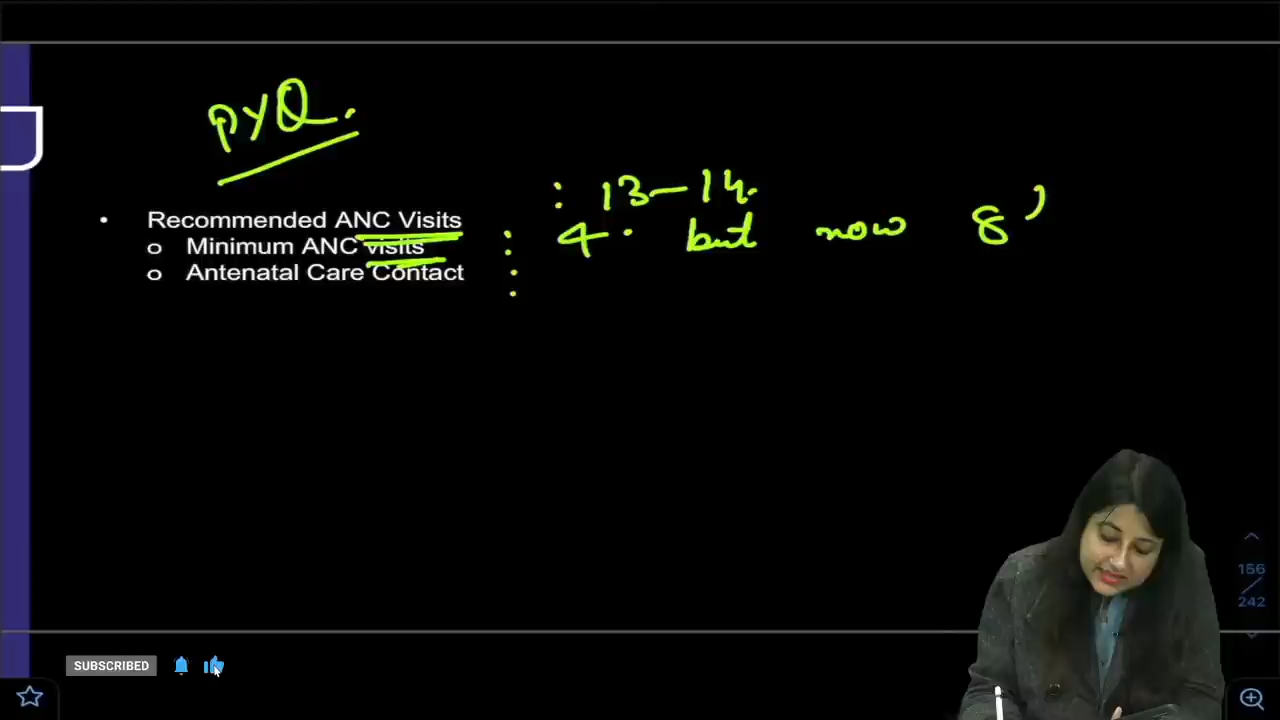 PYQ.
: 13-14.
• Recommended ANC Visits
o Minimum ANC visits : 4. but now 8
o Antenatal Care Contact :
156
242
SUBSCRIBED